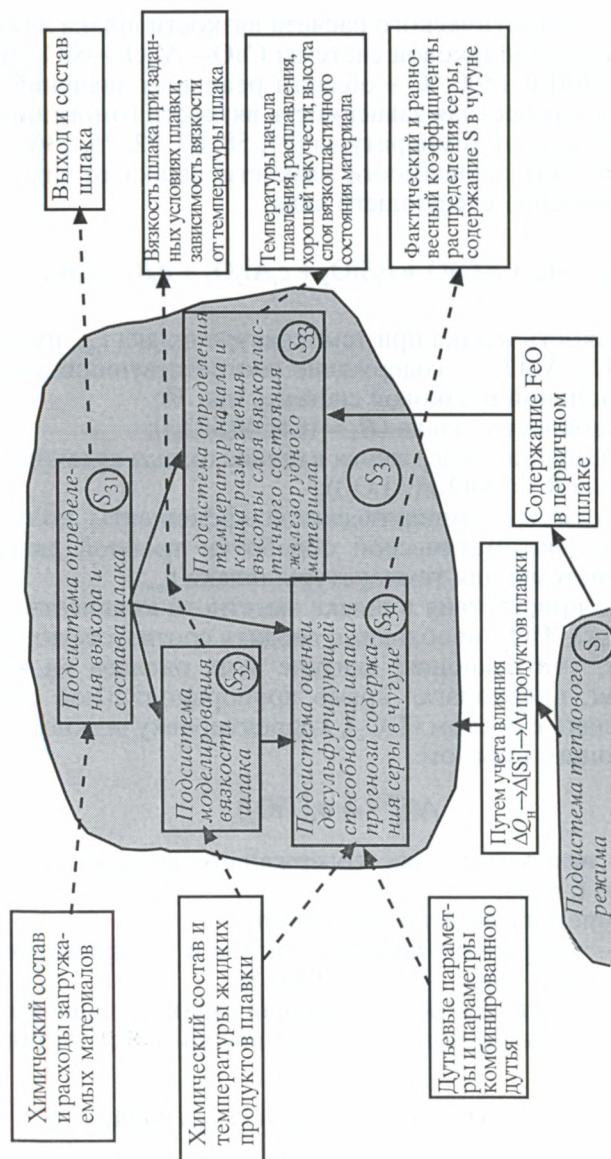 Химический состав
и расходы загружа-
емых материалов
Химический состав и
температуры жидких
продуктов плавки
Дутьевые парамет-
ры и параметры
комбинированного
дутья
Подсистема определе-
ния выхода и
состава шлака
S31
Подсистема
моделирования
вязкости
шлака
S32
Подсистема оценки
десульфурирующей
способности шлака и
прогноза содержа-
ния серы в чугуне
S34
Подсистема определения
температур начала и
конца размягчения,
высоты слоя вязкоплас-
тичного состояния
железорудного
материала
S33
S3
Выход и состав
шлака
Вязкость шлака при задан-
ных условиях плавки,
зависимость вязкости
от температуры шлака
Температуры начала
плавления, расплавления,
хорошей текучести; высота
слоя вязкопластичного
состояния материала
Фактический и равно-
весный коэффициенты
распределения серы,
содержание S в чугуне
Содержание FeO
в первичном
шлаке
Путем учета влияния
ΔQн→Δ[Si]→Δt продуктов плавки
Подсистема теплового
режима
S1